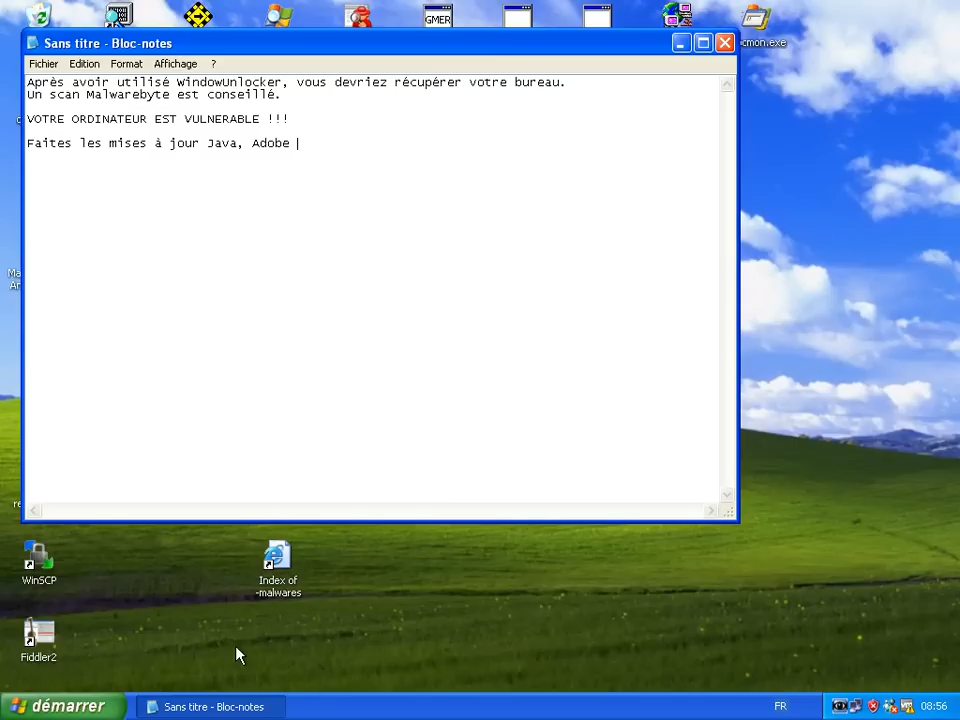 GMER
cmon.exe
Sans titre - Bloc-notes
Fichier Edition Format Affichage ?
Après avoir utilisé WindowUnlocker, vous devriez récupérer votre bureau.
Un scan Malwarebyte est conseillé.
VOTRE ORDINATEUR EST VULNERABLE !!!
Faites les mises à jour Java, Adobe
WinSCP
Index of
-malwares
Fiddler2
démarrer
Sans titre - Bloc-notes
FR
08:56